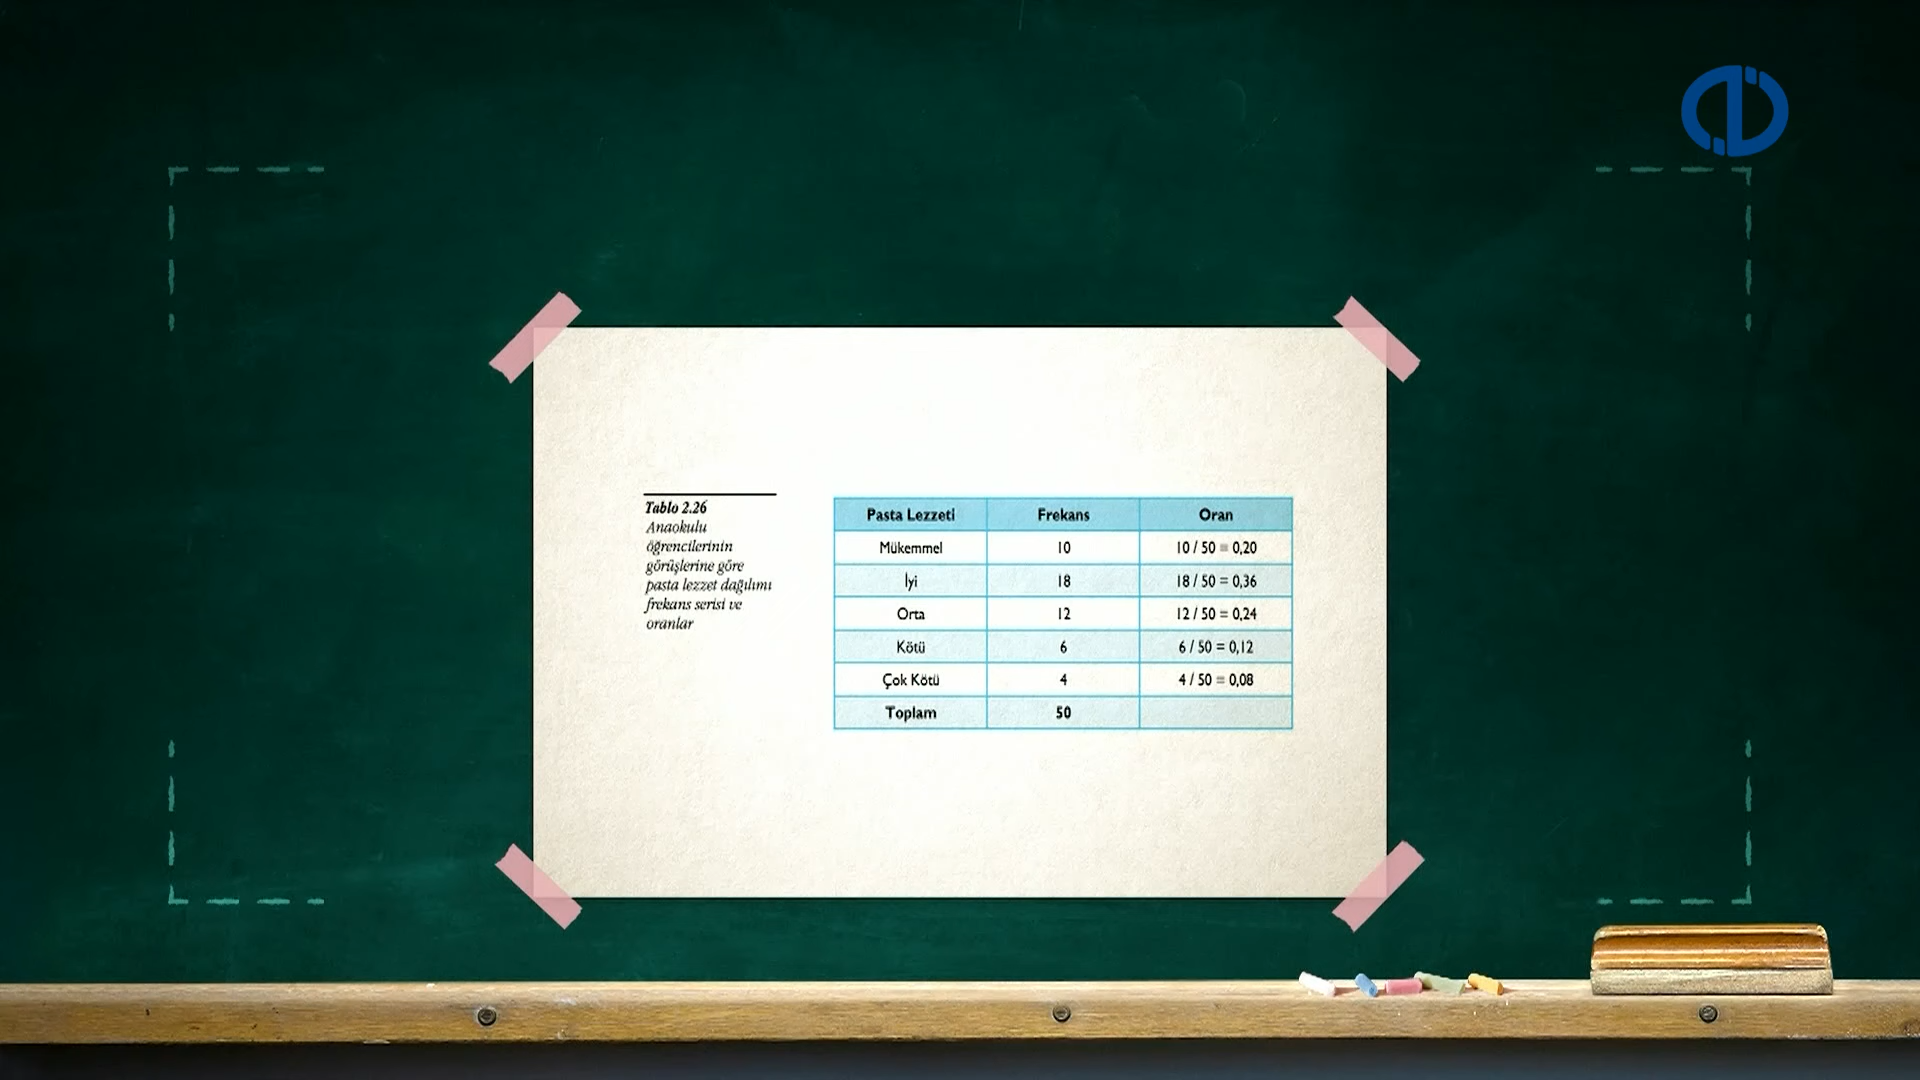 Tablo 2.26
Anaokulu
öğrencilerinin
görüşlerine göre
pasta lezzet dağılımı
frekans serisi ve
oranlar
Pasta Lezzeti Frekans Oran
Mükemmel 10 10 / 50 = 0,20
İyi 18 18 / 50 = 0,36
Orta 12 12 / 50 = 0,24
Kötü 6 6 / 50 = 0,12
Çok Kötü 4 4 / 50 = 0,08
Toplam 50